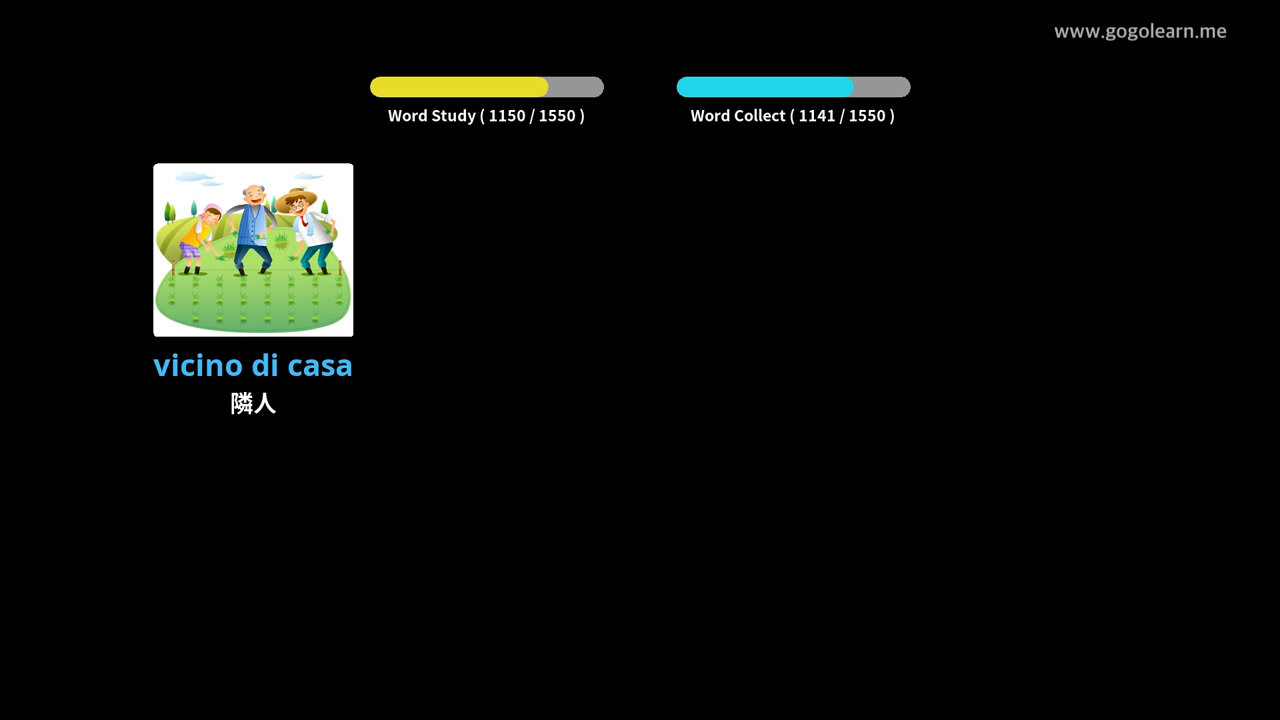 www.gogolearn.me
Word Study ( 1150 / 1550 )
Word Collect ( 1141 / 1550 )
vicino di casa
隣人